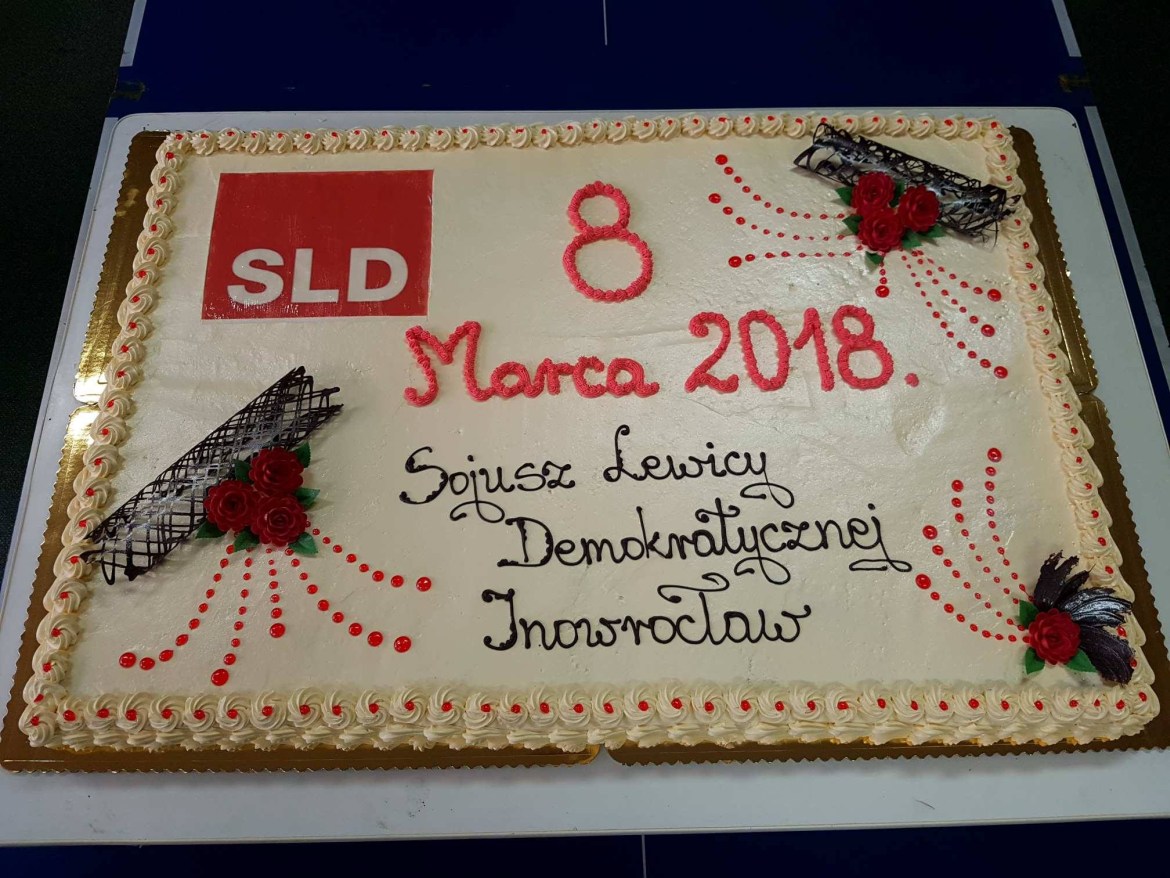 SLD
8
Marca 2018.
Sojusz Lewicy
Demokratycznej
Inowrocław